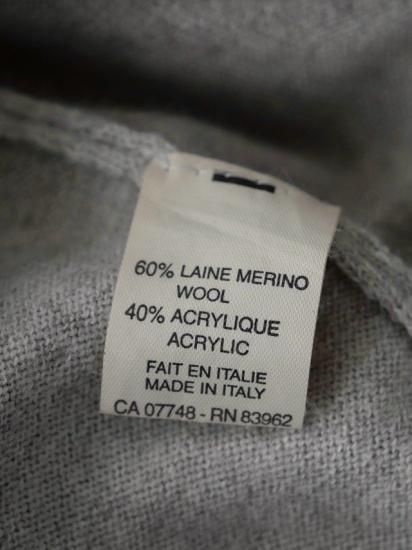 60% LAINE MERINO
WOOL
40% ACRYLIQUE
ACRYLIC
FAIT EN ITALIE
MADE IN ITALY
CA 07748 - RN 83962